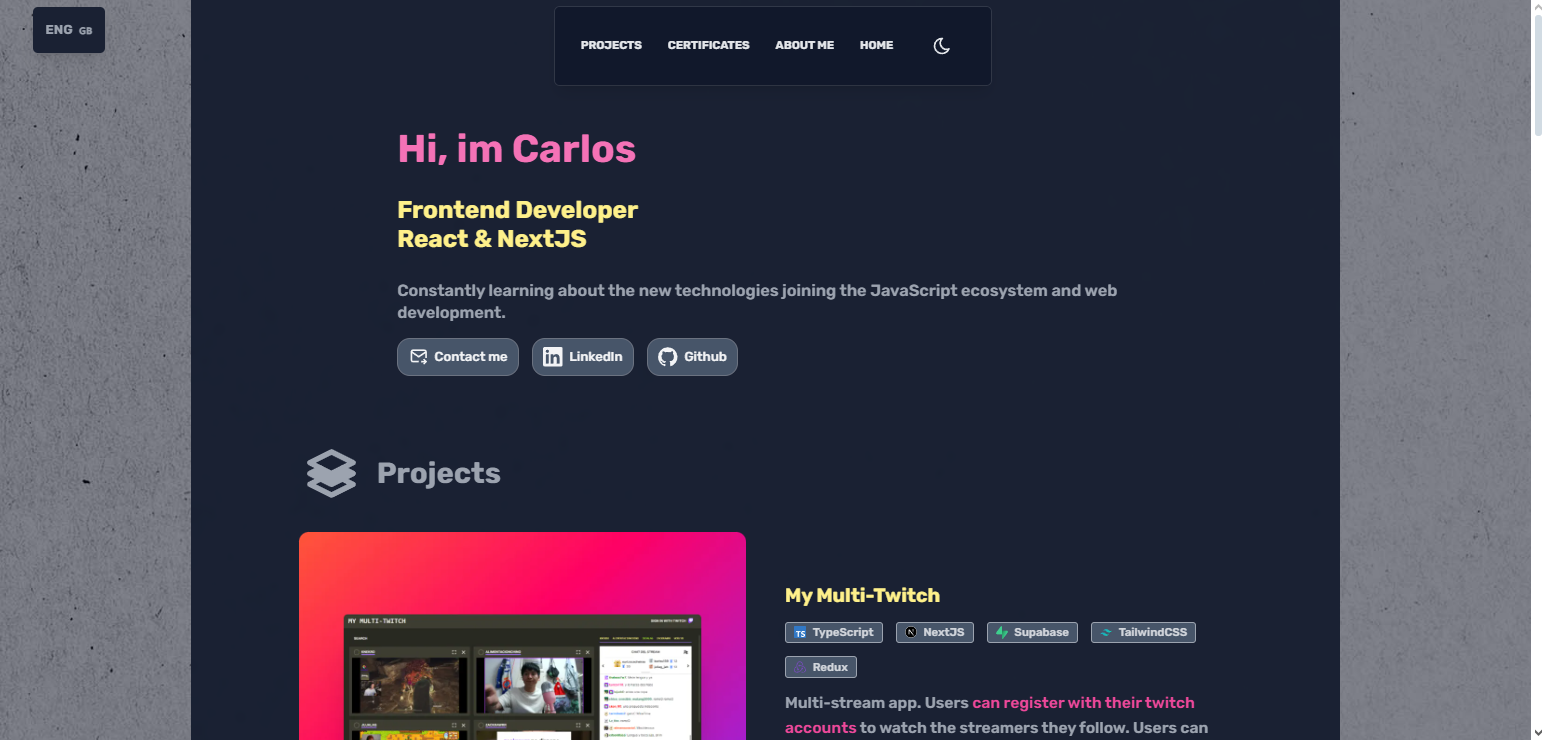 ENG GB
PROJECTS CERTIFICATES ABOUT ME HOME
Hi, im Carlos
Frontend Developer
React & NextJS
Constantly learning about the new technologies joining the JavaScript ecosystem and web
development.
Contact me LinkedIn Github
Projects
MY MULTI-TWITCH
SEARCH
My Multi-Twitch
TypeScript NextJS Supabase TailwindCSS
Redux
Multi-stream app. Users can register with their twitch
accounts to watch the streamers they follow. Users can